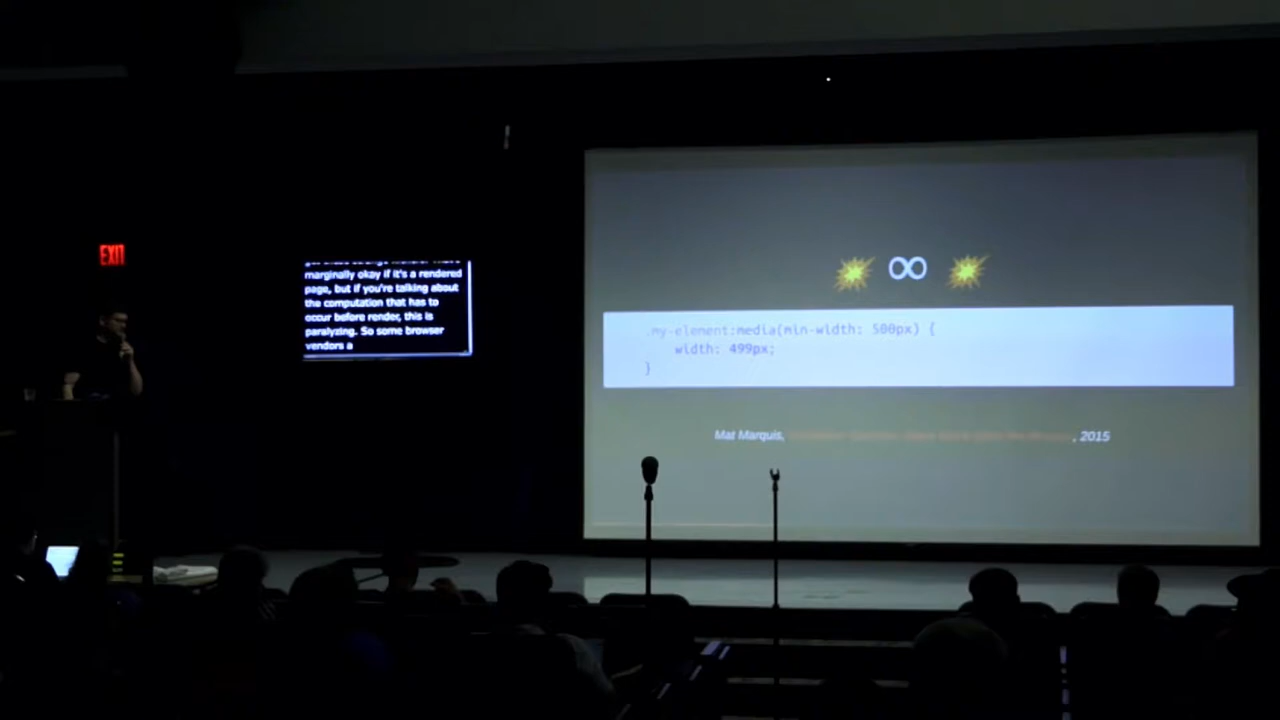 EXIT
marginally okay if it's a rendered
page, but if you're talking about
the computation that has to
occur before render, this is
paralyzing. So some browser
vendors a
∞
.my-element:media(min-width: 500px) {
width: 499px;
}
Mat Marquis, , 2015